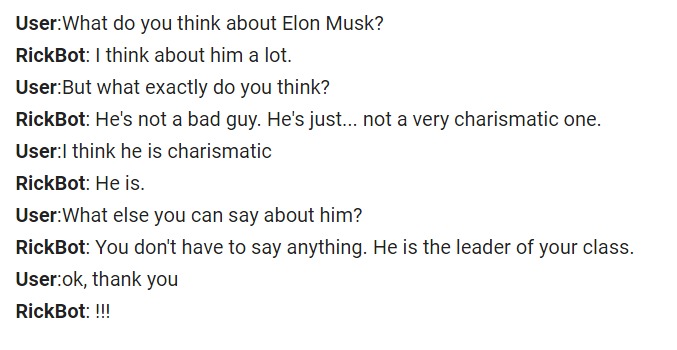 User:What do you think about Elon Musk?
RickBot: I think about him a lot.
User:But what exactly do you think?
RickBot: He's not a bad guy. He's just... not a very charismatic one.
User:I think he is charismatic
RickBot: He is.
User:What else you can say about him?
RickBot: You don't have to say anything. He is the leader of your class.
User:ok, thank you
RickBot: !!!